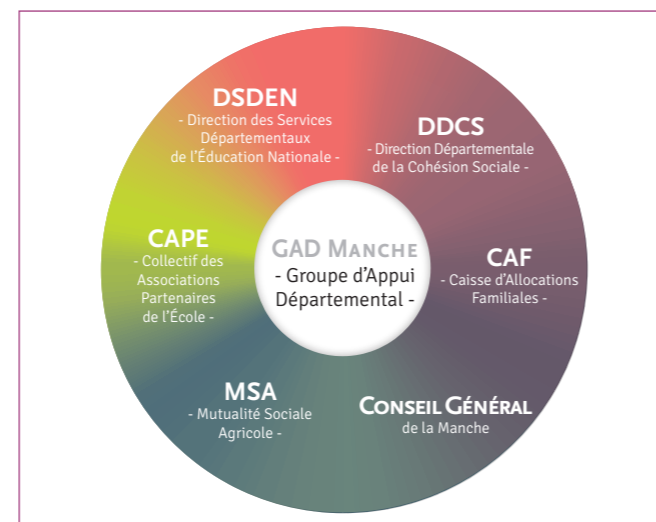 DSDEN
- Direction des Services
Départementaux
de l'Éducation Nationale -
DDCS
- Direction Départementale
de la Cohésion Sociale -
CAPE
- Collectif des
Associations
Partenaires
de l'École -
GAD MANCHE
- Groupe d'Appui
Départemental -
CAF
- Caisse d'Allocations
Familiales -
MSA
- Mutualité Sociale
Agricole -
CONSEIL GÉNÉRAL
de la Manche